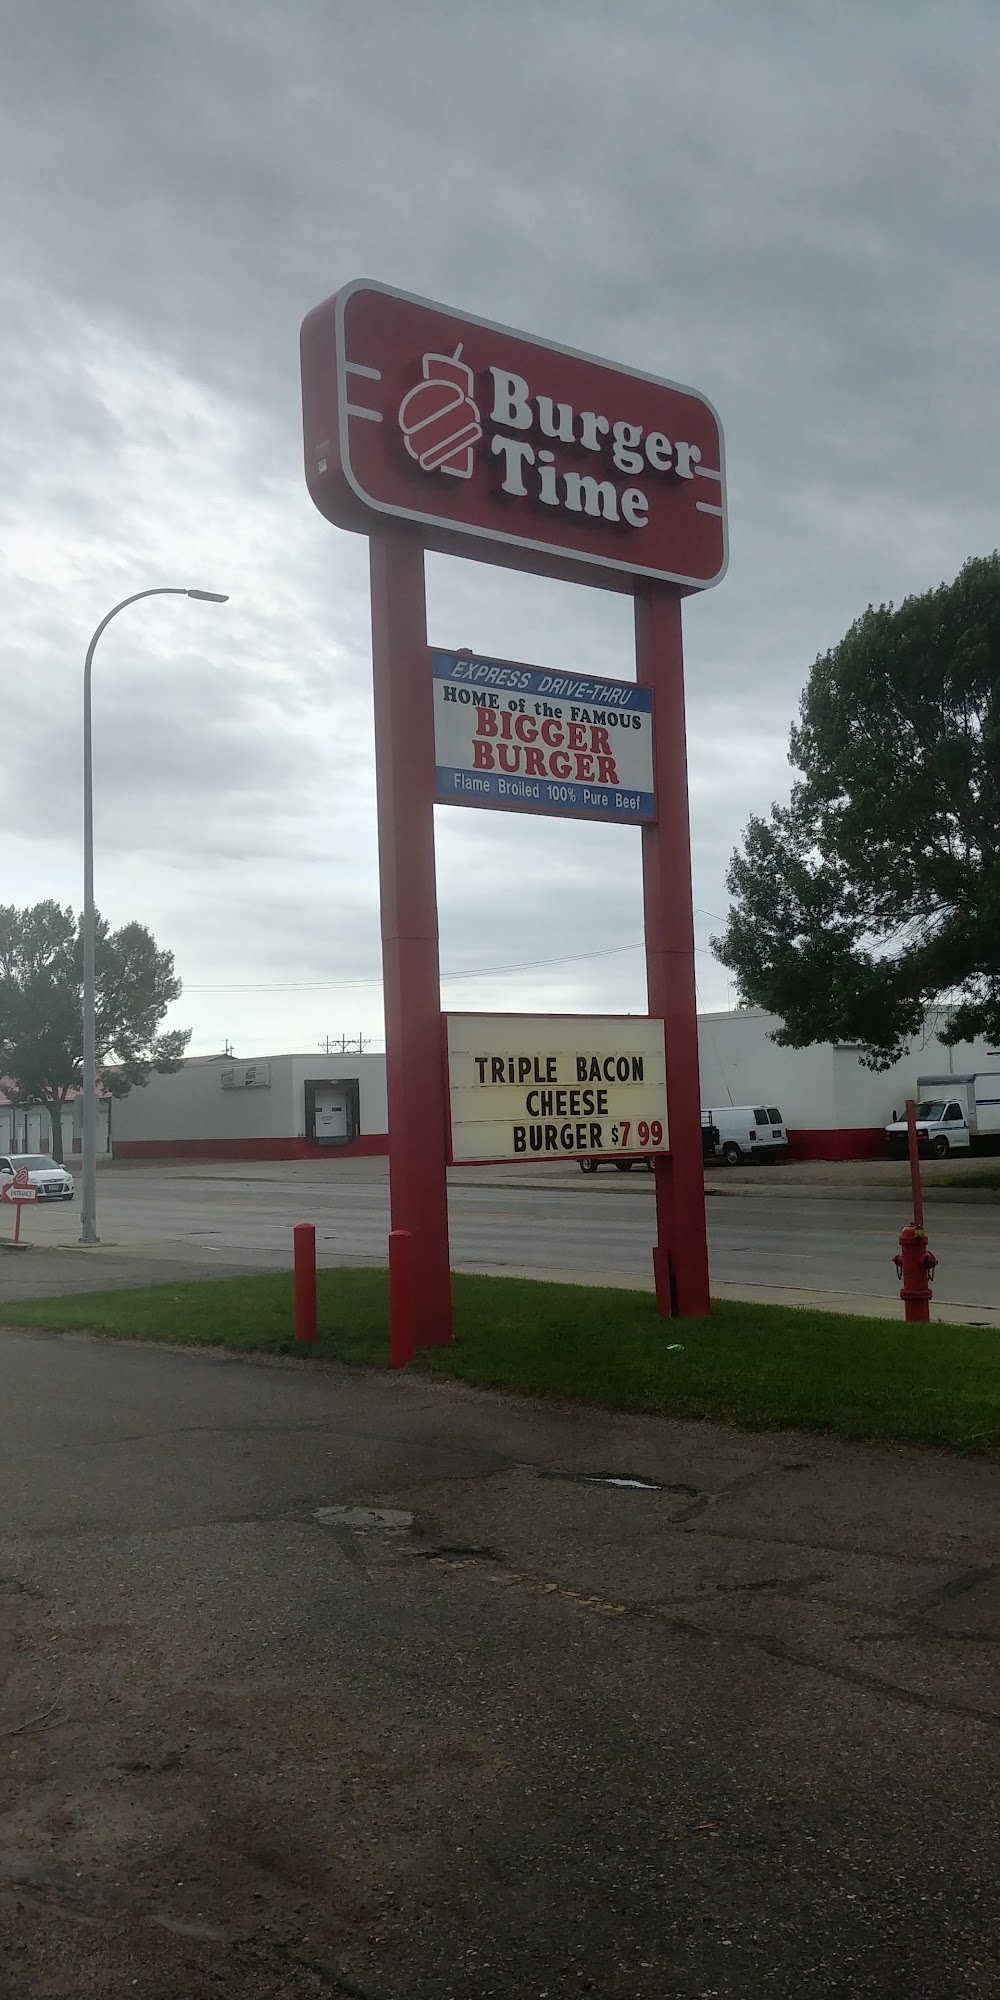 Burger
Time
EXPRESS DRIVE-THRU
HOME of the FAMOUS
BIGGER
BURGER
Flame Broiled 100% Pure Beef
TRiPLE BACON
CHEESE
BURGER $7 99
ENTRANCE